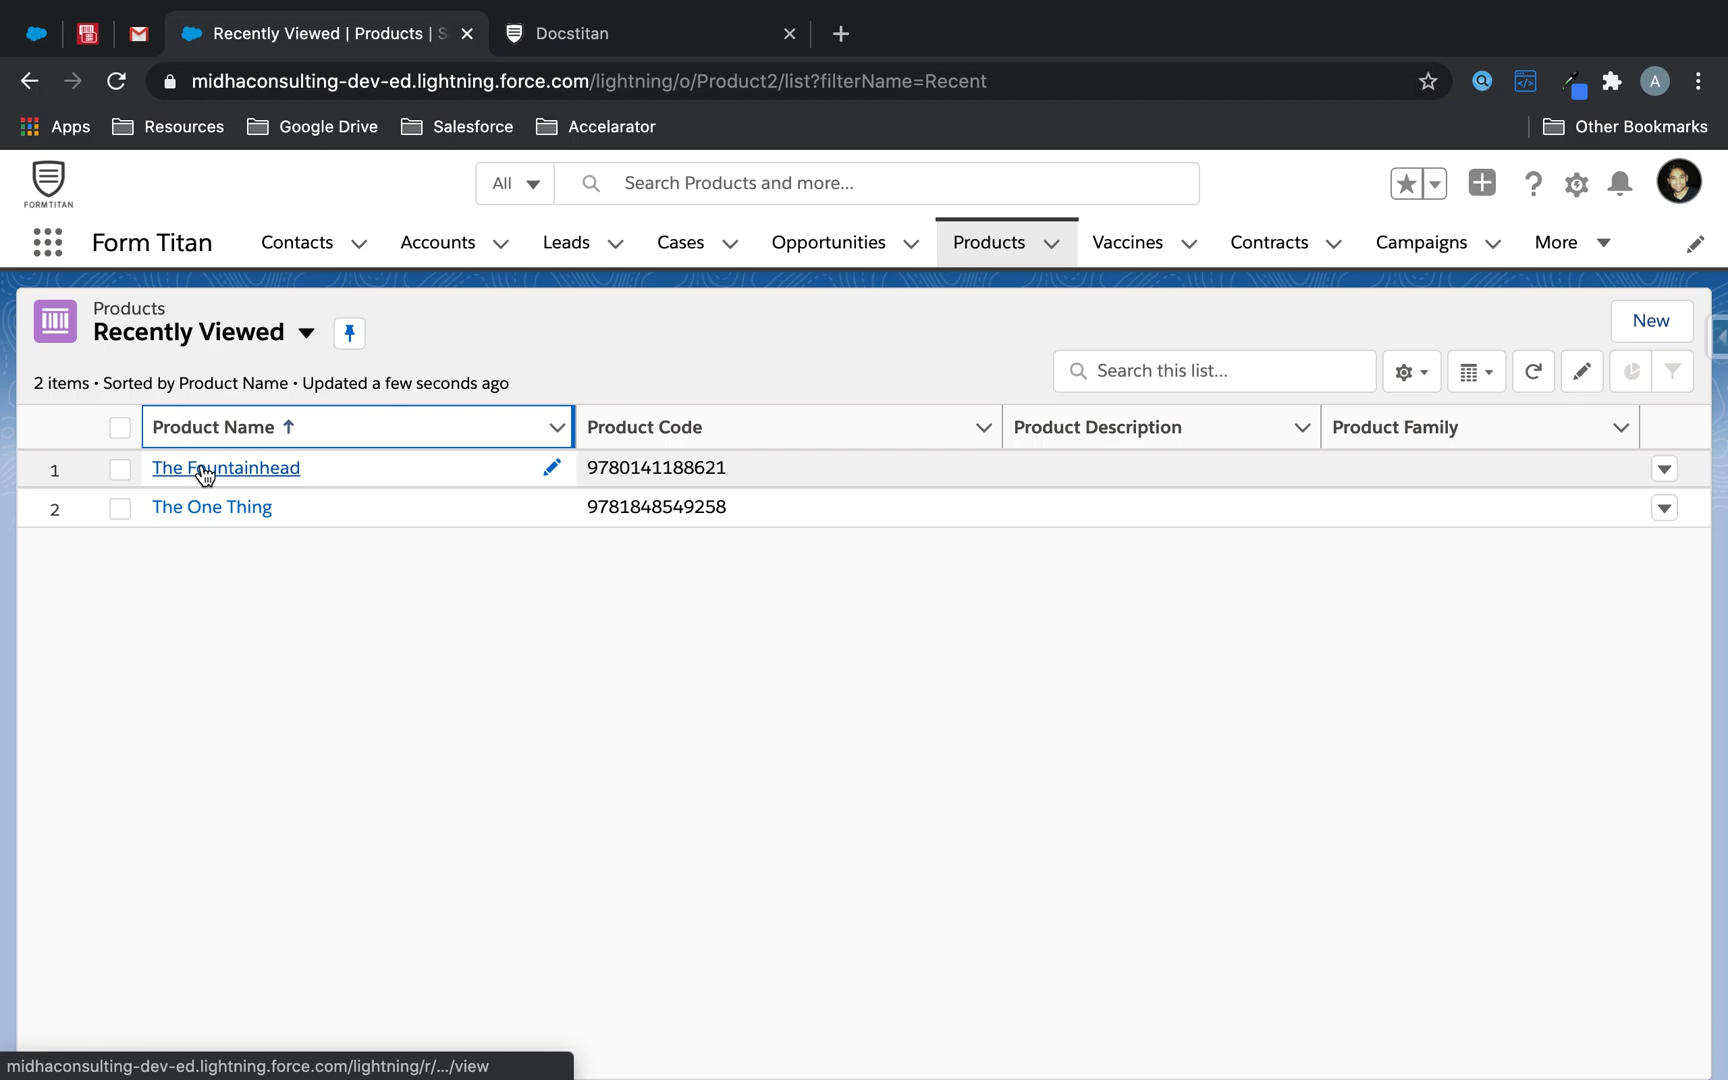 Recently Viewed | Products | S
Docstitan
midhaconsulting-dev-ed.lightning.force.com/lightning/o/Product2/list?filterName=Recent
A
Apps
Resources
Google Drive
Salesforce
Accelarator
Other Bookmarks
FORMTITAN
All
Search Products and more...
Form Titan
Contacts
Accounts
Leads
Cases
Opportunities
Products
Vaccines
Contracts
Campaigns
More
Products
Recently Viewed
New
2 items • Sorted by Product Name • Updated a few seconds ago
Search this list...
Product Name
Product Code
Product Description
Product Family
1
The Fountainhead
9780141188621
2
The One Thing
9781848549258
midhaconsulting-dev-ed.lightning.force.com/lightning/r/.../view